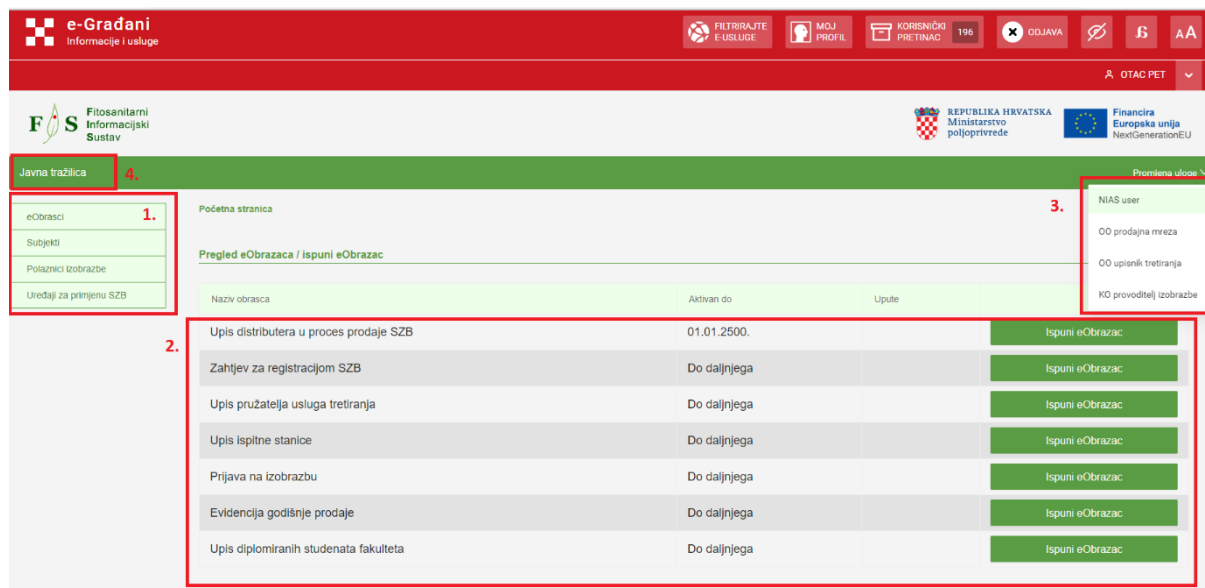 e-Građani
Informacije i usluge
FILTRIRAJTE
E-USLUGE
MOJ
PROFIL
KORISNIČKI
PRETINAC
196
ODJAVA
AA
OTAC PET
F S
Fitosanitarni
Informacijski
Sustav
REPUBLIKA HRVATSKA
Ministarstvo
poljoprivrede
Financira
Europska unija
NextGenerationEU
Javna tražilica
4.
Promjena uloge
eObrasci
1.
Subjekti
Polaznici izobrazbe
Uređaji za primjenu SZB
Početna stranica
3.
NIAS user
OO prodajna mreza
OO upisnik tretiranja
KO provoditelj izobrazbe
Pregled eObrazaca / ispuni eObrazac
Naziv obrasca Aktivan do Upute
2.
Upis distributera u proces prodaje SZB 01.01.2500. Ispuni eObrazac
Zahtjev za registracijom SZB Do daljnjega Ispuni eObrazac
Upis pružatelja usluga tretiranja Do daljnjega Ispuni eObrazac
Upis ispitne stanice Do daljnjega Ispuni eObrazac
Prijava na izobrazbu Do daljnjega Ispuni eObrazac
Evidencija godišnje prodaje Do daljnjega Ispuni eObrazac
Upis diplomiranih studenata fakulteta Do daljnjega Ispuni eObrazac